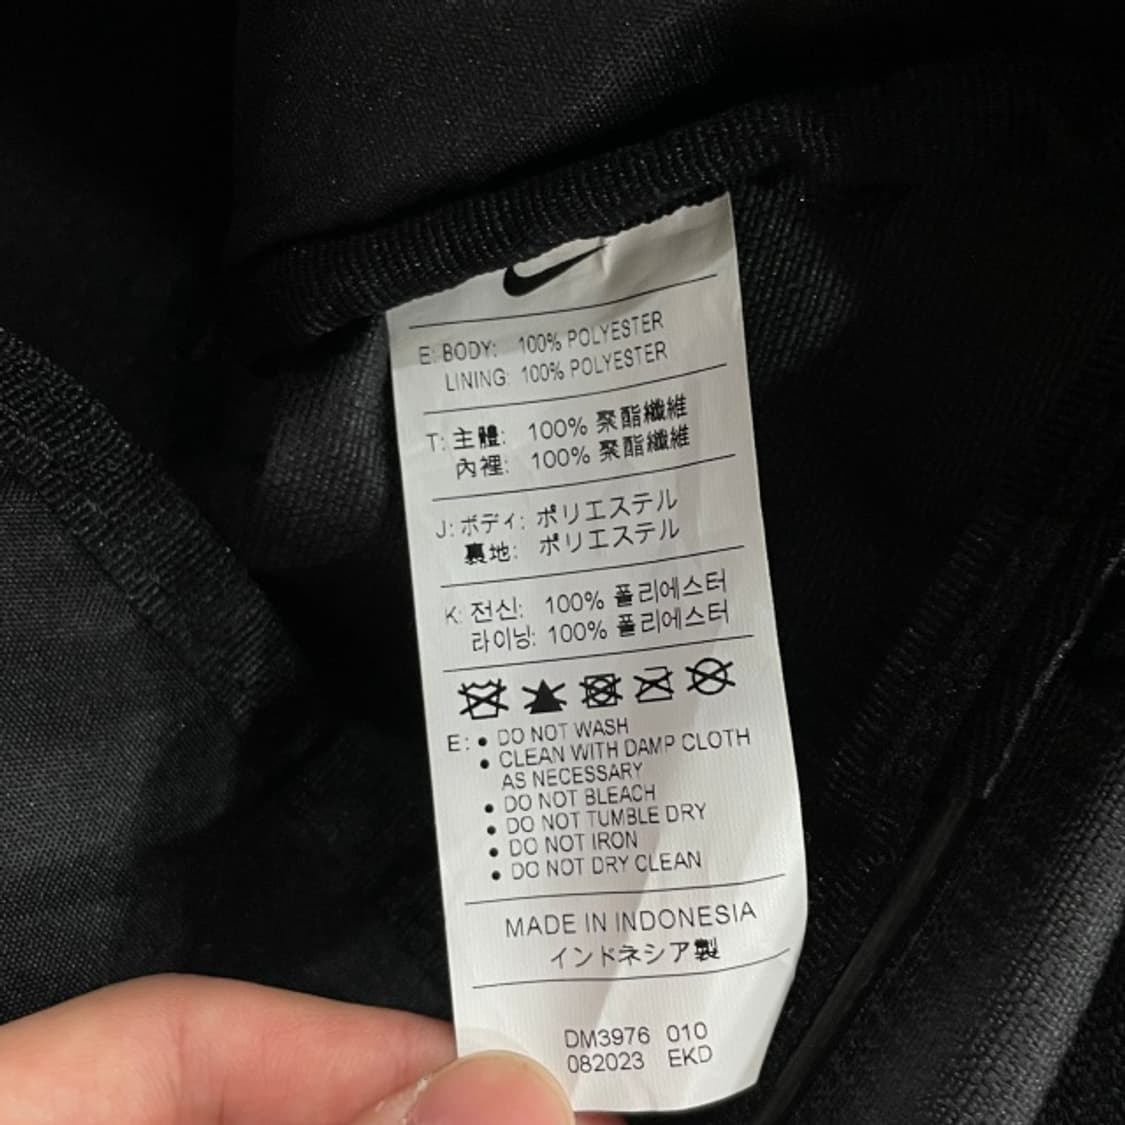 E: BODY: 100% POLYESTER
LINING: 100% POLYESTER
T: 主體: 100% 聚酯纖維
內裡: 100% 聚酯纖維
J: ボディ: ポリエステル
裏地: ポリエステル
K: 전신: 100% 폴리에스터
라이닝: 100% 폴리에스터
E: • DO NOT WASH
• CLEAN WITH DAMP CLOTH
AS NECESSARY
• DO NOT BLEACH
• DO NOT TUMBLE DRY
• DO NOT IRON
• DO NOT DRY CLEAN
MADE IN INDONESIA
インドネシア製
DM3976 010
082023 EKD